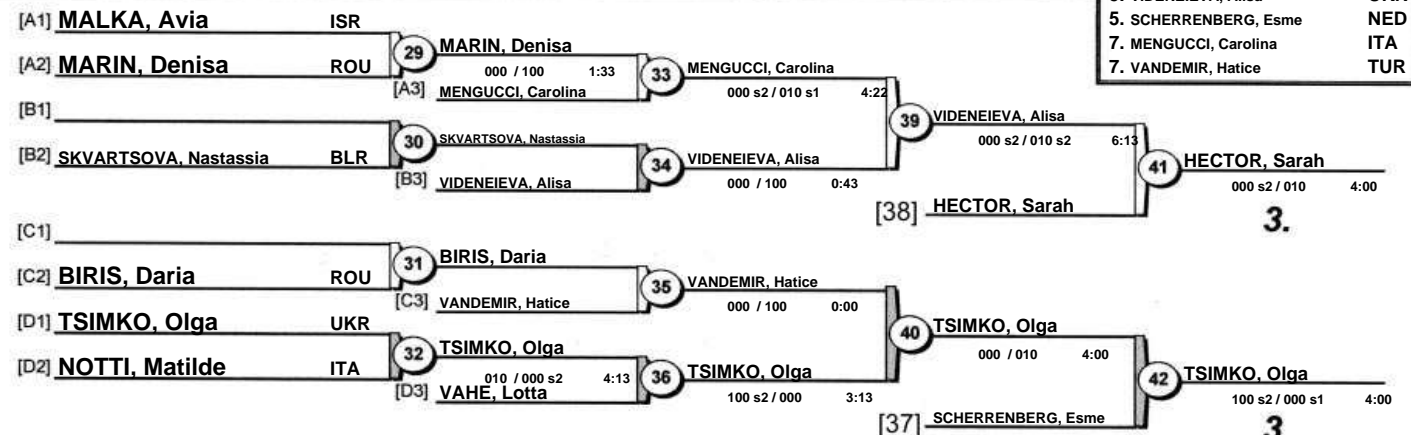 5. SCHERRENBERG, Esme NED
7. MENGUCCI, Carolina ITA
7. VANDEMIR, Hatice TUR
[A1] MALKA, Avia ISR
29 MARIN, Denisa
[A2] MARIN, Denisa ROU
000 / 100 1:33
33 MENGUCCI, Carolina
[A3] MENGUCCI, Carolina
000 s2 / 010 s1 4:22
[B1]
39 VIDENEIEVA, Alisa
30 SKVARTSOVA, Nastassia
000 s2 / 010 s2 6:13
[B2] SKVARTSOVA, Nastassia BLR
34 VIDENEIEVA, Alisa
41 HECTOR, Sarah
[B3] VIDENEIEVA, Alisa
000 / 100 0:43
000 s2 / 010 4:00
[38] HECTOR, Sarah
3.
[C1]
31 BIRIS, Daria
[C2] BIRIS, Daria ROU
35 VANDEMIR, Hatice
[C3] VANDEMIR, Hatice
000 / 100 0:00
[D1] TSIMKO, Olga UKR
40 TSIMKO, Olga
32 TSIMKO, Olga
000 / 010 4:00
[D2] NOTTI, Matilde ITA
010 / 000 s2 4:13
36 TSIMKO, Olga
42 TSIMKO, Olga
[D3] VAHE, Lotta
100 s2 / 000 3:13
100 s2 / 000 s1 4:00
[37] SCHERRENBERG, Esme
3